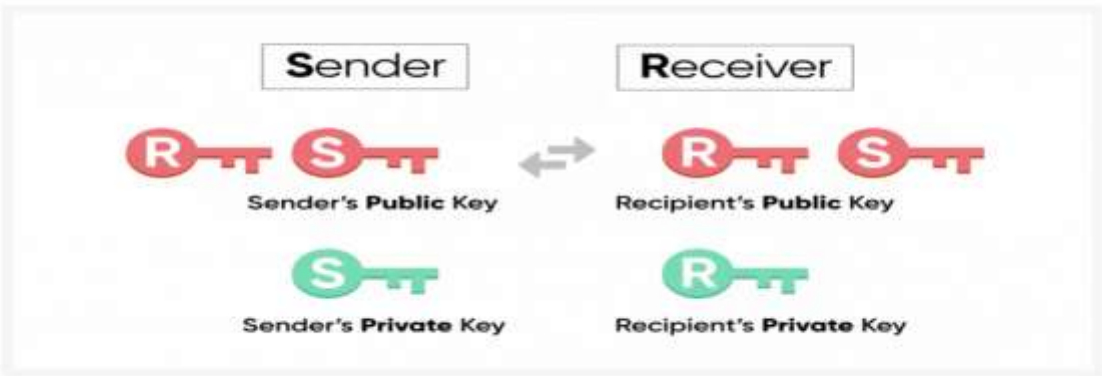 Sender Receiver
R S R S
Sender's Public Key Recipient's Public Key
S R
Sender's Private Key Recipient's Private Key